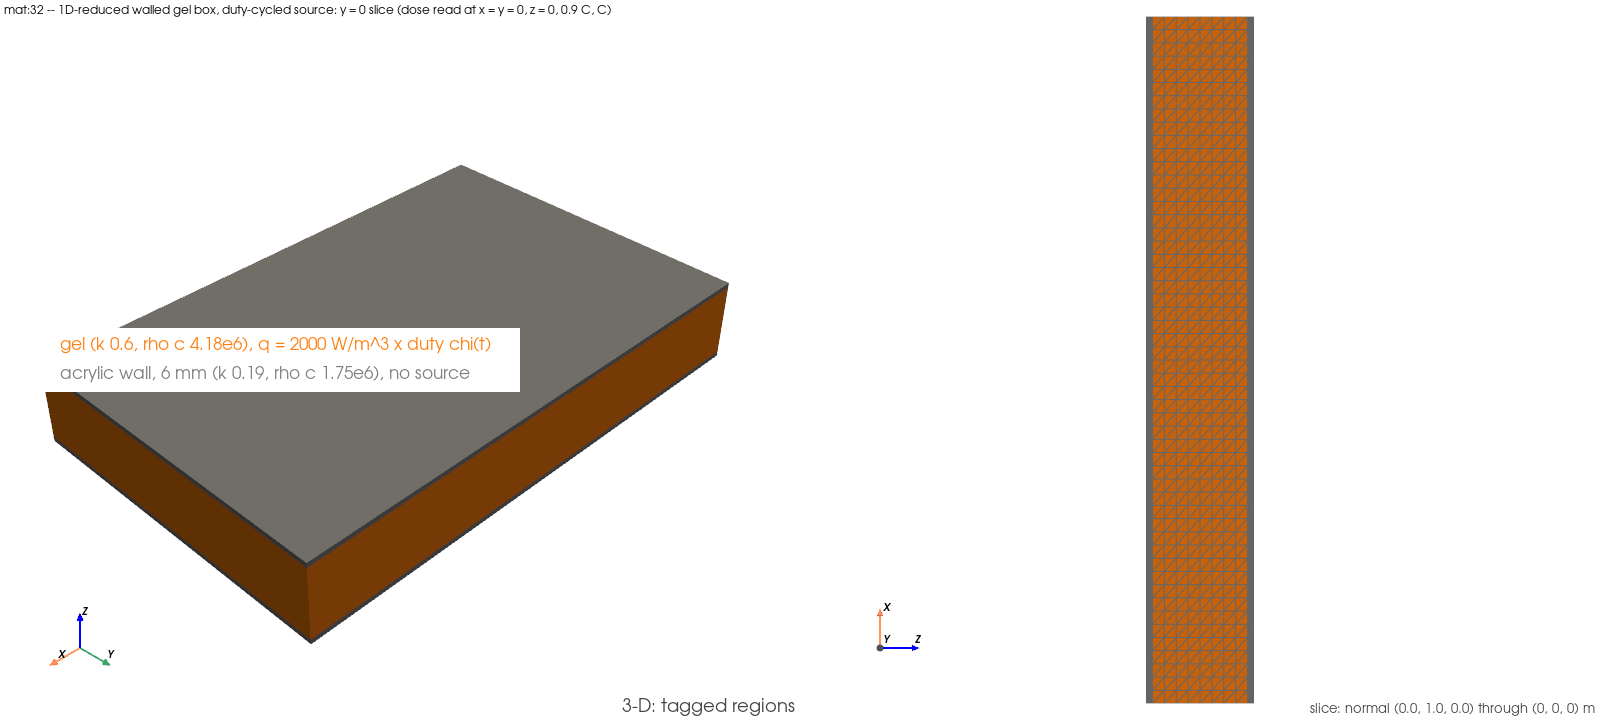 mat:32 -- 1D-reduced walled gel box, duty-cycled source: y = 0 slice (dose read at x = y = 0, z = 0, 0.9 C, C)
gel (k 0.6, rho c 4.18e6), q = 2000 W/m^3 x duty chi(t)
acrylic wall, 6 mm (k 0.19, rho c 1.75e6), no source
Z
X
Y
X
Y
Z
3-D: tagged regions
slice: normal (0.0, 1.0, 0.0) through (0, 0, 0) m